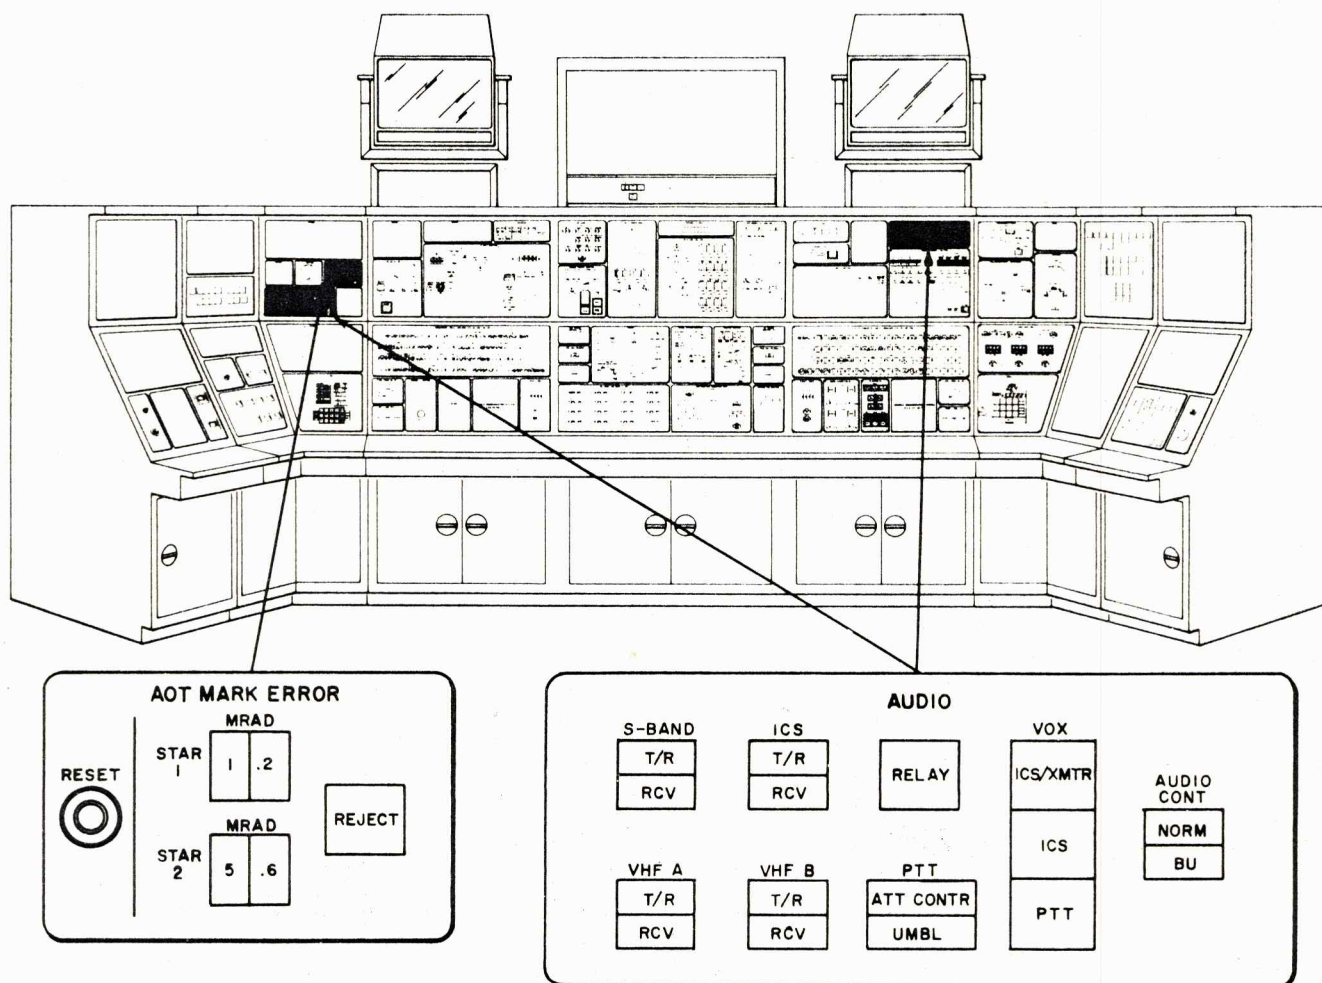 AOT MARK ERROR
MRAD
STAR 1
1 .2
RESET
REJECT
MRAD
STAR 2
5 .6
AUDIO
S-BAND
T/R
RCV
ICS
T/R
RCV
RELAY
VOX
ICS/XMTR
ICS
PTT
AUDIO
CONT
NORM
BU
VHF A
T/R
RCV
VHF B
T/R
RCV
PTT
ATT CONTR
UMBL